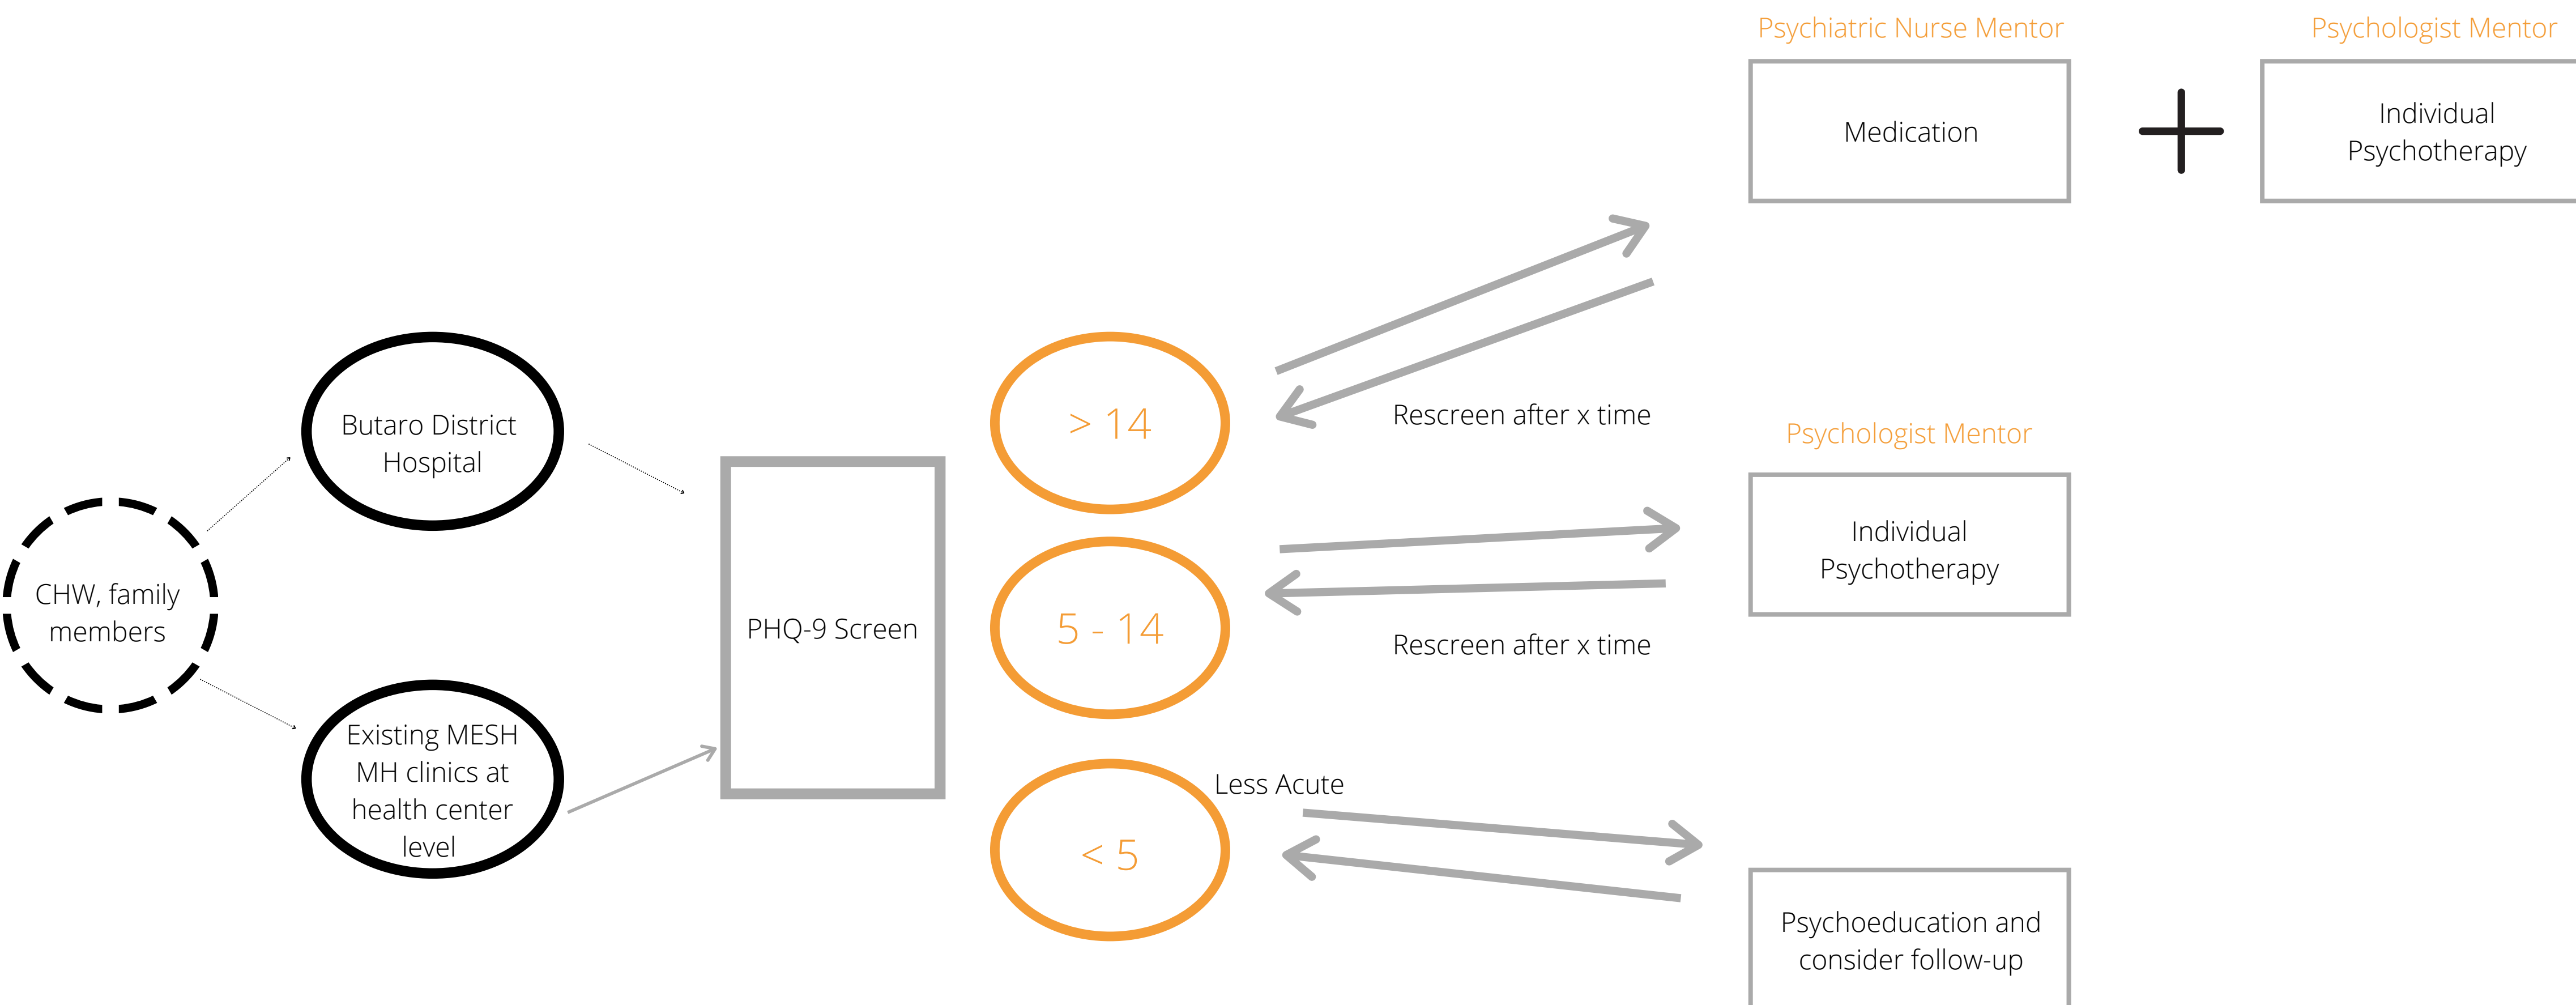 Psychiatric Nurse Mentor
Psychologist Mentor
Medication
Individual
Psychotherapy
Butaro District
Hospital
CHW, family
members
Existing MESH
MH clinics at
health center
level
PHQ-9 Screen
> 14
5 - 14
< 5
Rescreen after x time
Rescreen after x time
Less Acute
Psychologist Mentor
Individual
Psychotherapy
Psychoeducation and
consider follow-up